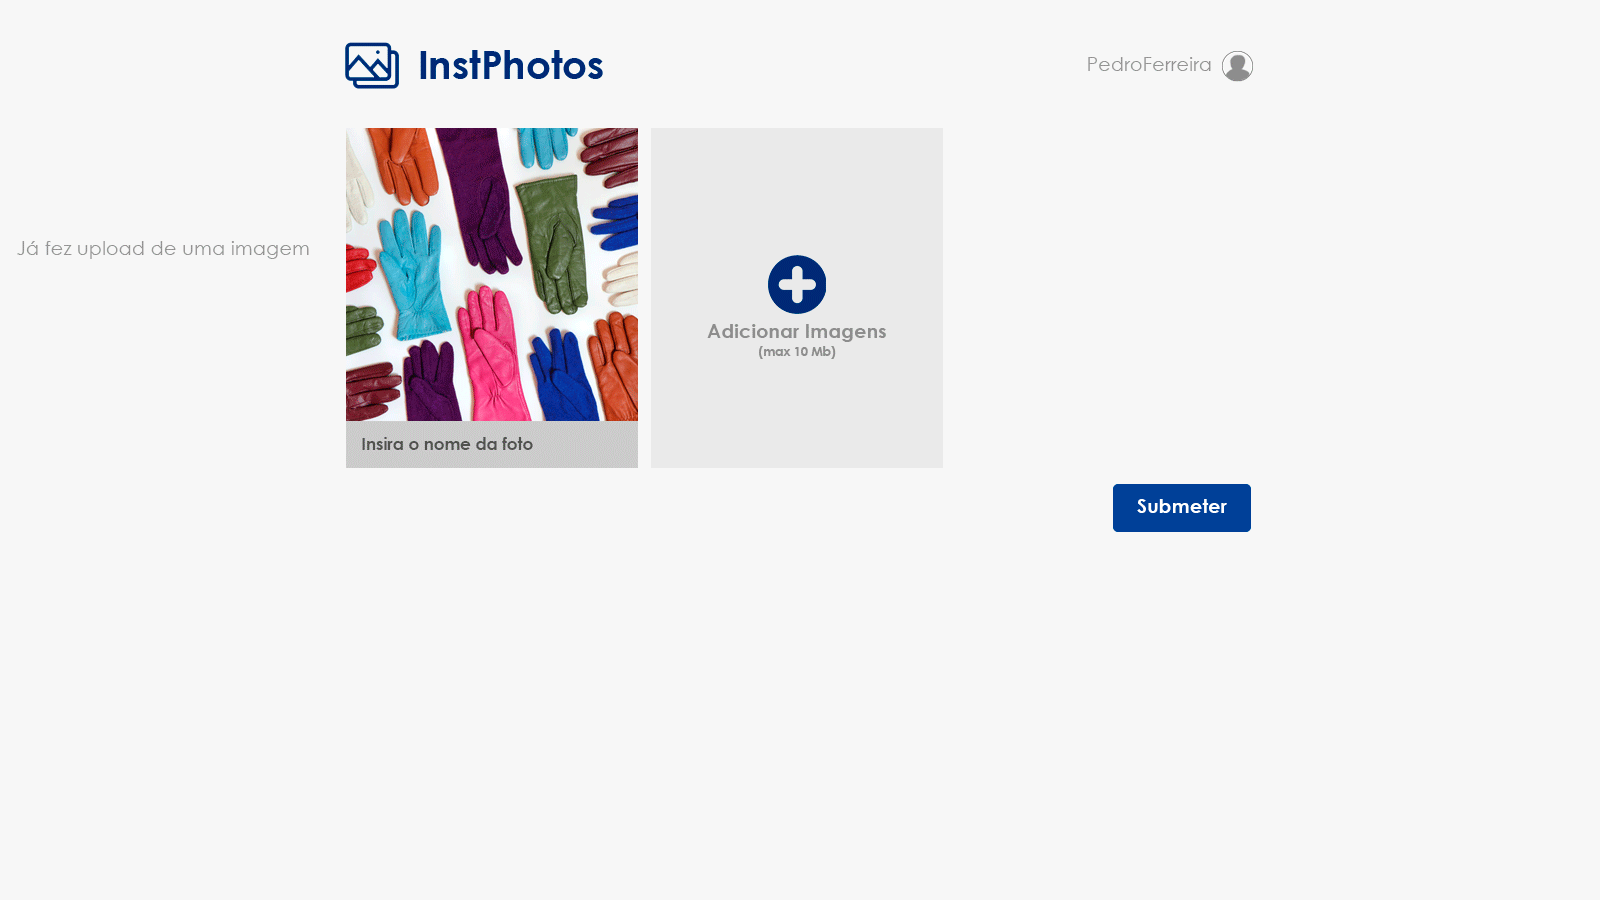 InstPhotos
PedroFerreira
Já fez upload de uma imagem
Adicionar Imagens
(max 10 Mb)
Insira o nome da foto
Submeter